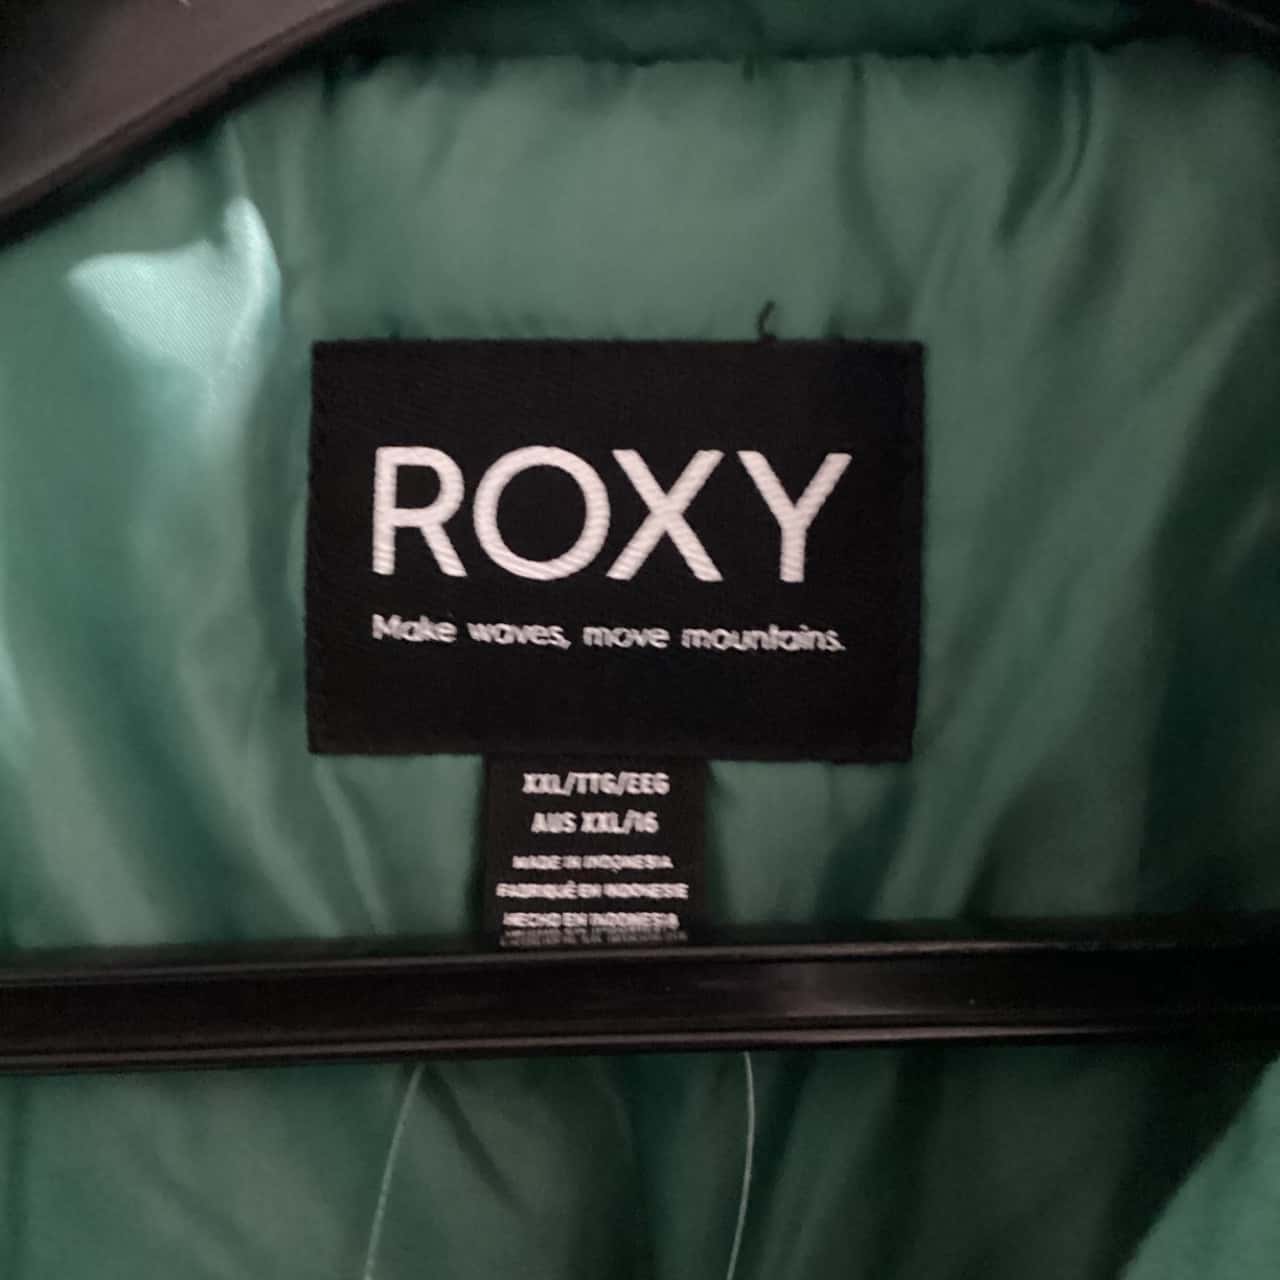 ROXY
Make waves, move mountains.
XXL/TTG/EEG
AUS XXL/16
MADE IN INDONESIA
FABRIQUÉ EN INDONESIE
HECHO EN INDONESIA